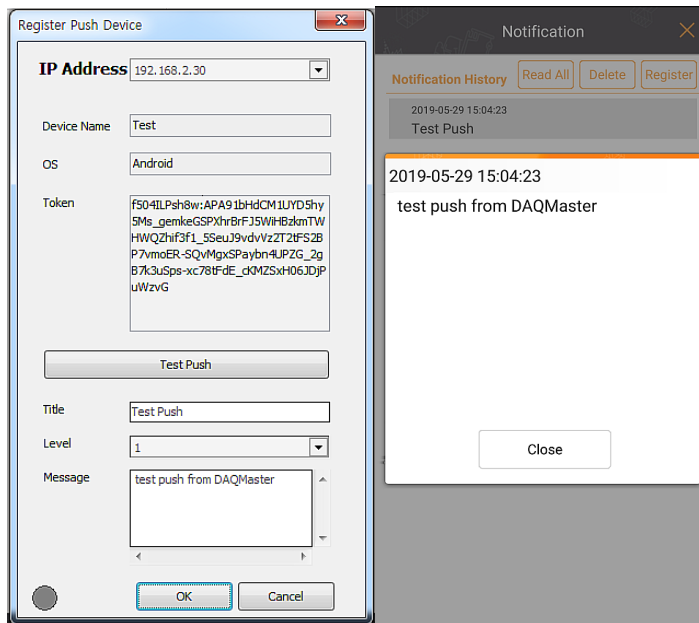 Register Push Device
IP Address 192.168.2.30
Device Name Test
OS Android
Token f504ILPsh8w:APA91bHdCM1UYD5hy
5Ms_gemkeGSPXhrBrFJ5WiHBzkmTW
HWQZhif3f1_5SeuJ9vdvVz2T2tFS2B
P7vmoER-SQvMgxSPaybn4UPZG_2g
B7k3uSps-xc78tFdE_cKMZSxH06JDjP
uWzvG
Test Push
Title Test Push
Level 1
Message test push from DAQMaster
OK Cancel
Notification
Notification History Read All Delete Register
2019-05-29 15:04:23
Test Push
2019-05-29 15:04:23
test push from DAQMaster
Close